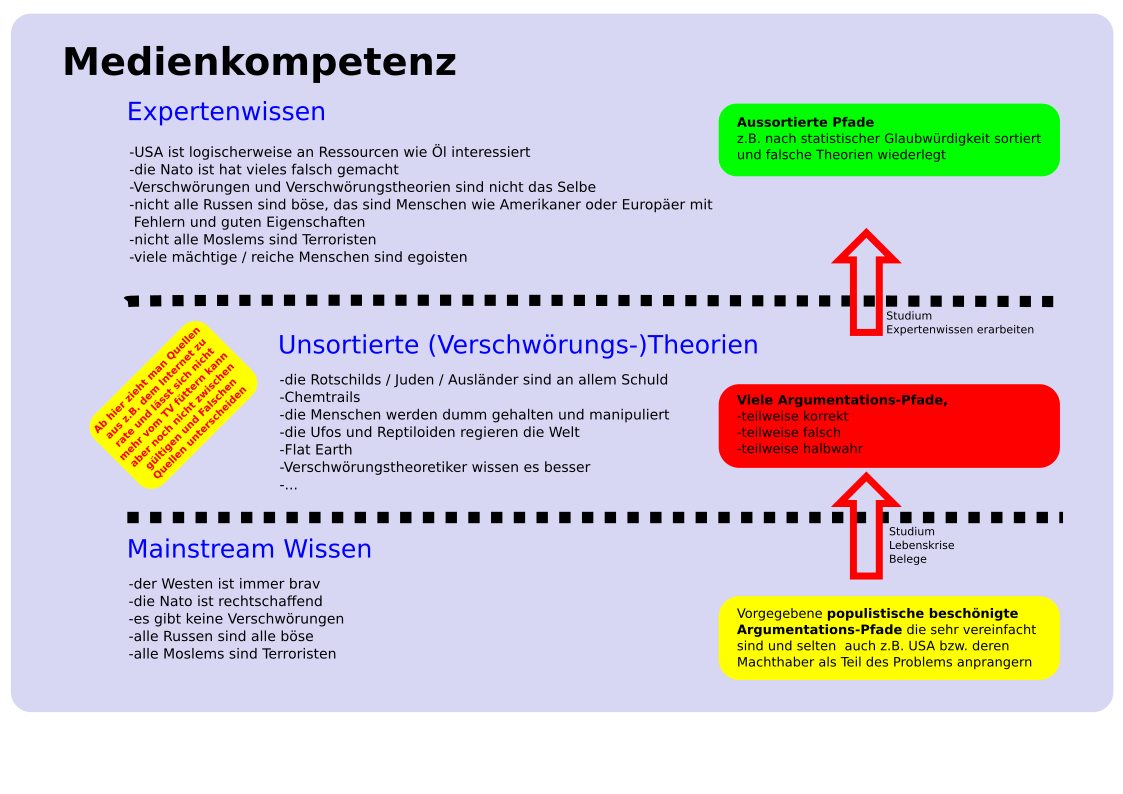 Medienkompetenz
Expertenwissen
-USA ist logischerweise an Ressourcen wie Öl interessiert
-die Nato ist hat vieles falsch gemacht
-Verschwörungen und Verschwörungstheorien sind nicht das Selbe
-nicht alle Russen sind böse, das sind Menschen wie Amerikaner oder Europäer mit
Fehlern und guten Eigenschaften
-nicht alle Moslems sind Terroristen
-viele mächtige / reiche Menschen sind egoisten
Aussortierte Pfade
z.B. nach statistischer Glaubwürdigkeit sortiert
und falsche Theorien wiederlegt
Studium
Expertenwissen erarbeiten
Ab hier zieht man Quellen
aus z.B. dem Internet zu
rate und lässt sich nicht
mehr vom TV füttern kann
aber noch nicht zwischen
gültigen und Falschen
Quellen unterscheiden
Unsortierte (Verschwörungs-)Theorien
-die Rotschilds / Juden / Ausländer sind an allem Schuld
-Chemtrails
-die Menschen werden dumm gehalten und manipuliert
-die Ufos und Reptiloiden regieren die Welt
-Flat Earth
-Verschwörungstheoretiker wissen es besser
-...
Viele Argumentations-Pfade,
-teilweise korrekt
-teilweise falsch
-teilweise halbwahr
Studium
Lebenskrise
Belege
Mainstream Wissen
-der Westen ist immer brav
-die Nato ist rechtschaffend
-es gibt keine Verschwörungen
-alle Russen sind alle böse
-alle Moslems sind Terroristen
Vorgegebene populistische beschönigte
Argumentations-Pfade die sehr vereinfacht
sind und selten  auch z.B. USA bzw. deren
Machthaber als Teil des Problems anprangern